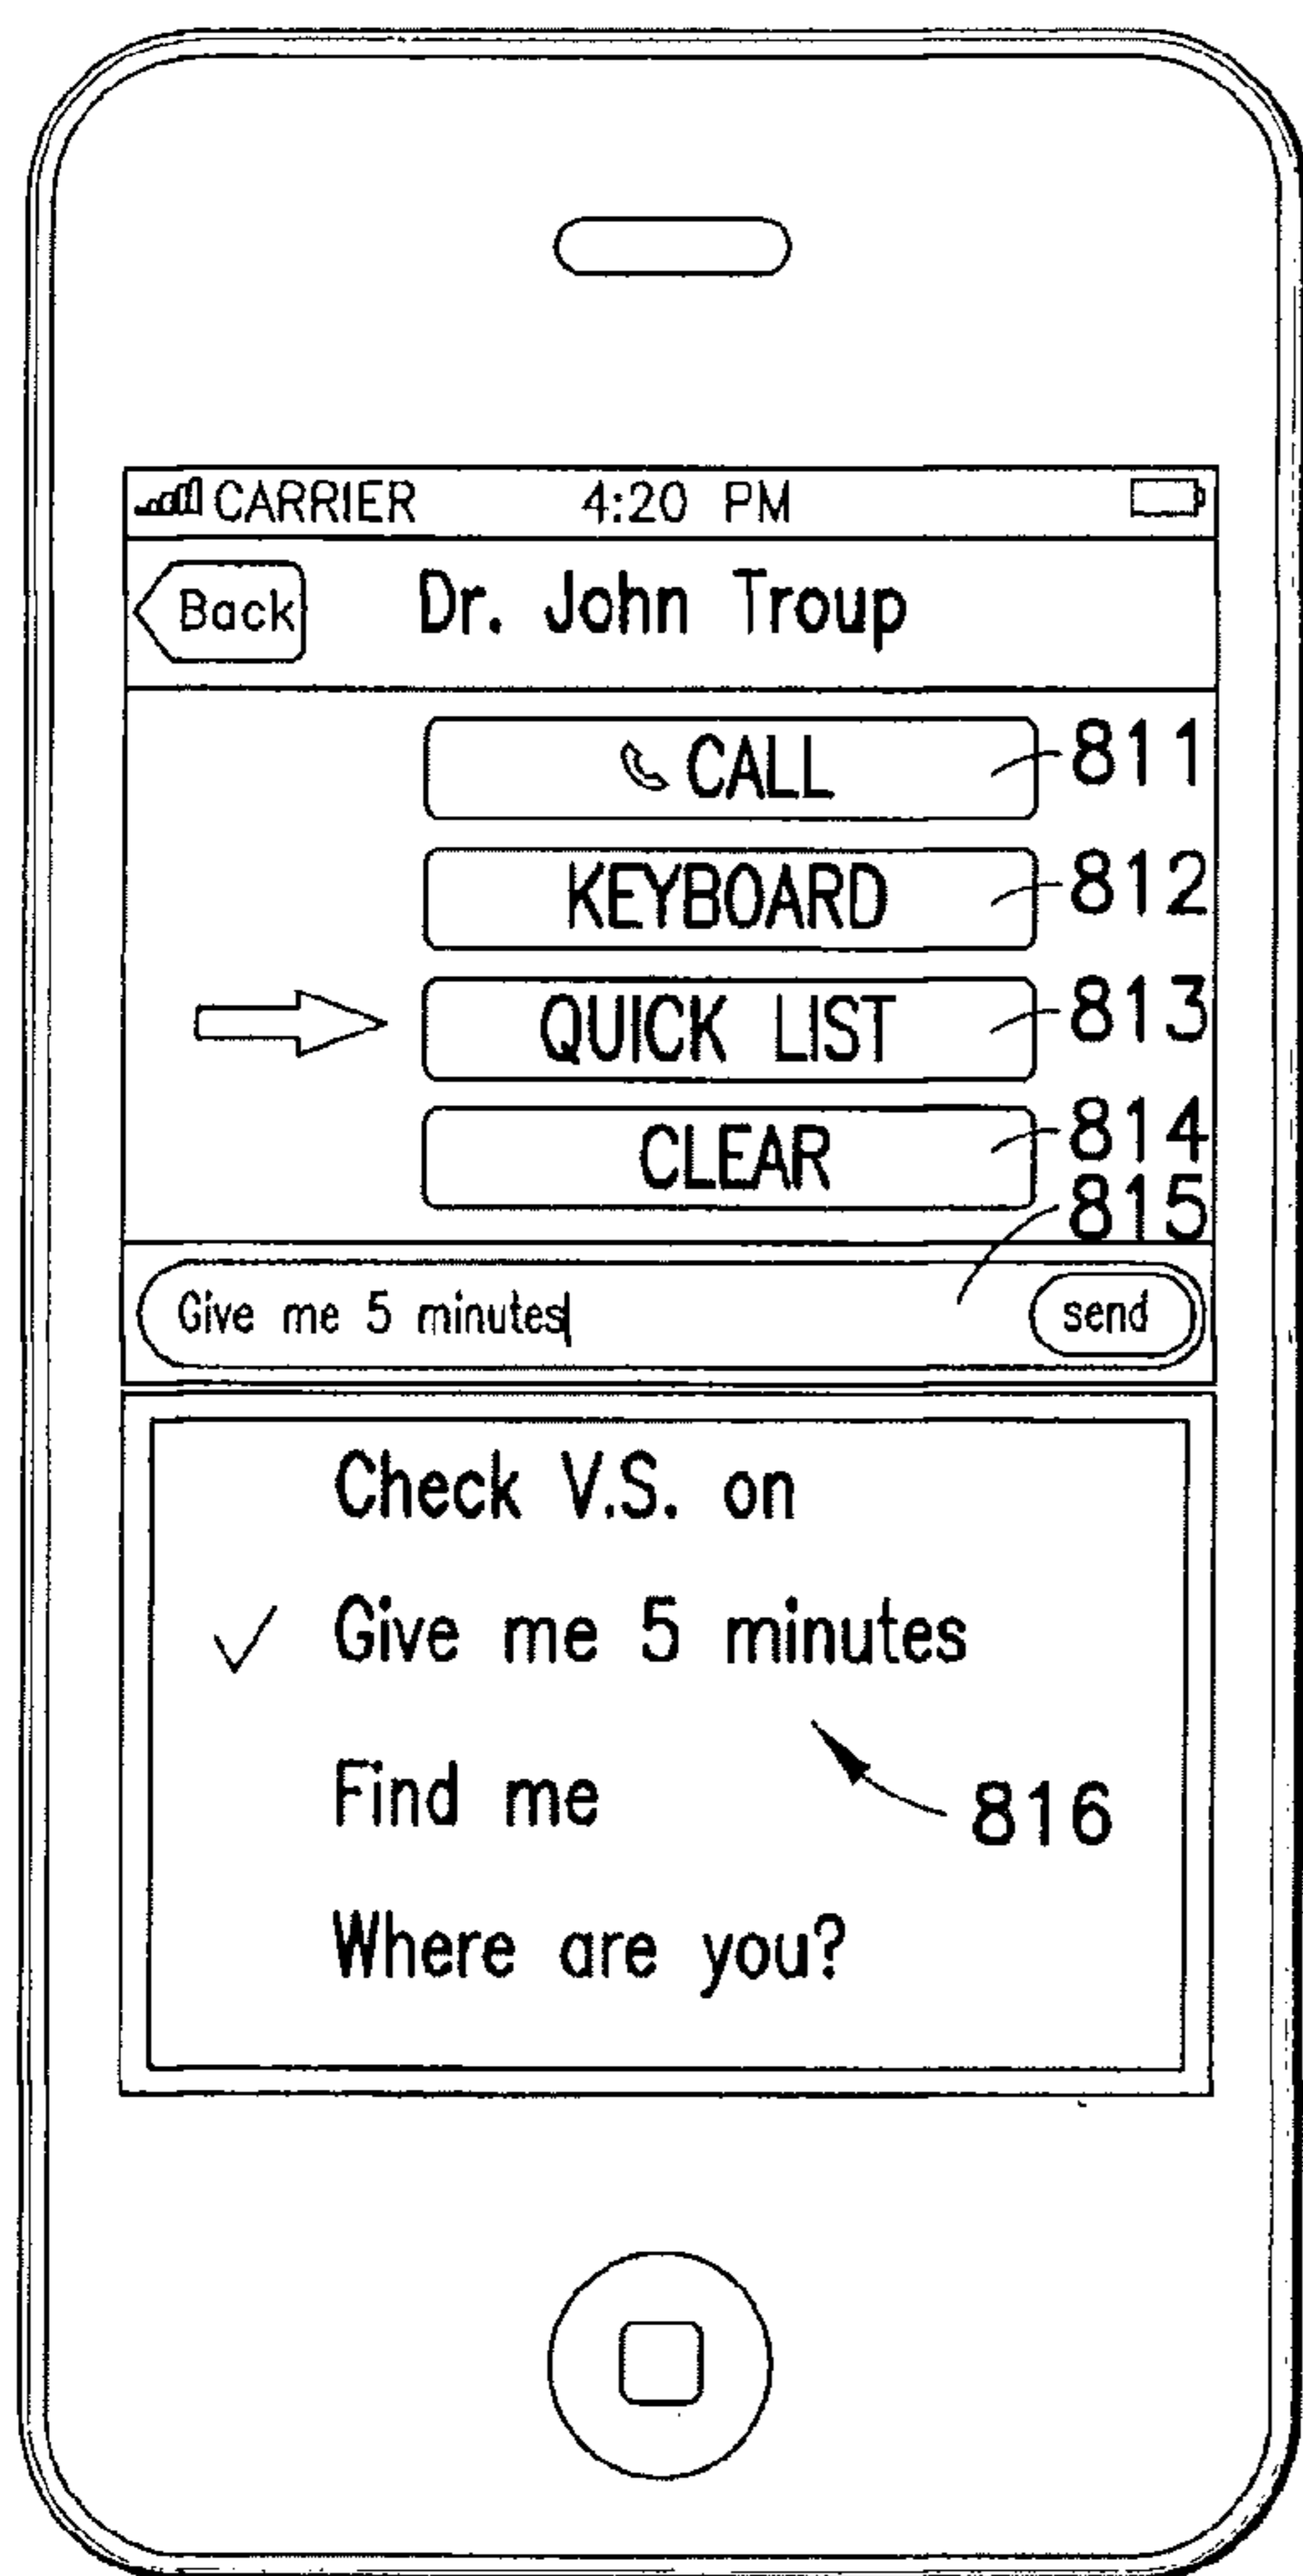 CARRIER 4:20 PM
Back Dr. John Troup
CALL 811
KEYBOARD 812
QUICK LIST 813
CLEAR 814
815
Give me 5 minutes send
Check V.S. on
Give me 5 minutes
Find me
816
Where are you?